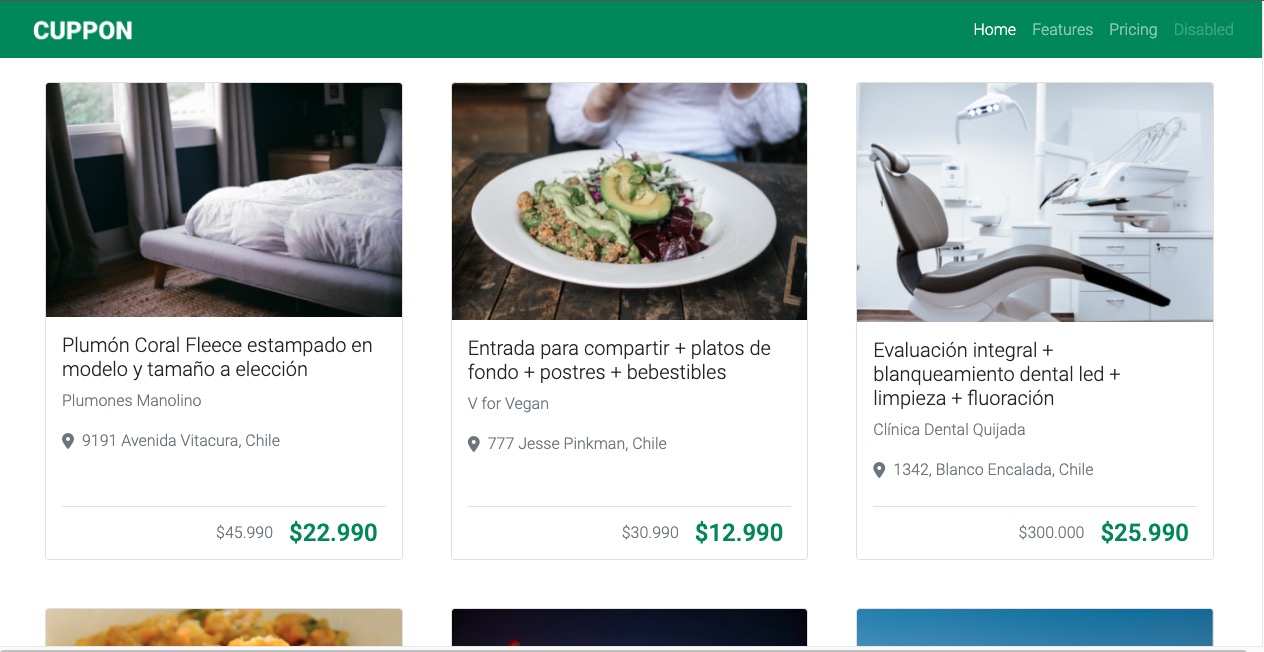 CUPPON
Home Features Pricing Disabled
Plumón Coral Fleece estampado en
modelo y tamaño a elección
Plumones Manolino
9191 Avenida Vitacura, Chile
$45.990 $22.990
Entrada para compartir + platos de
fondo + postres + bebestibles
V for Vegan
777 Jesse Pinkman, Chile
$30.990 $12.990
Evaluación integral +
blanqueamiento dental led +
limpieza + fluoración
Clínica Dental Quijada
1342, Blanco Encalada, Chile
$300.000 $25.990